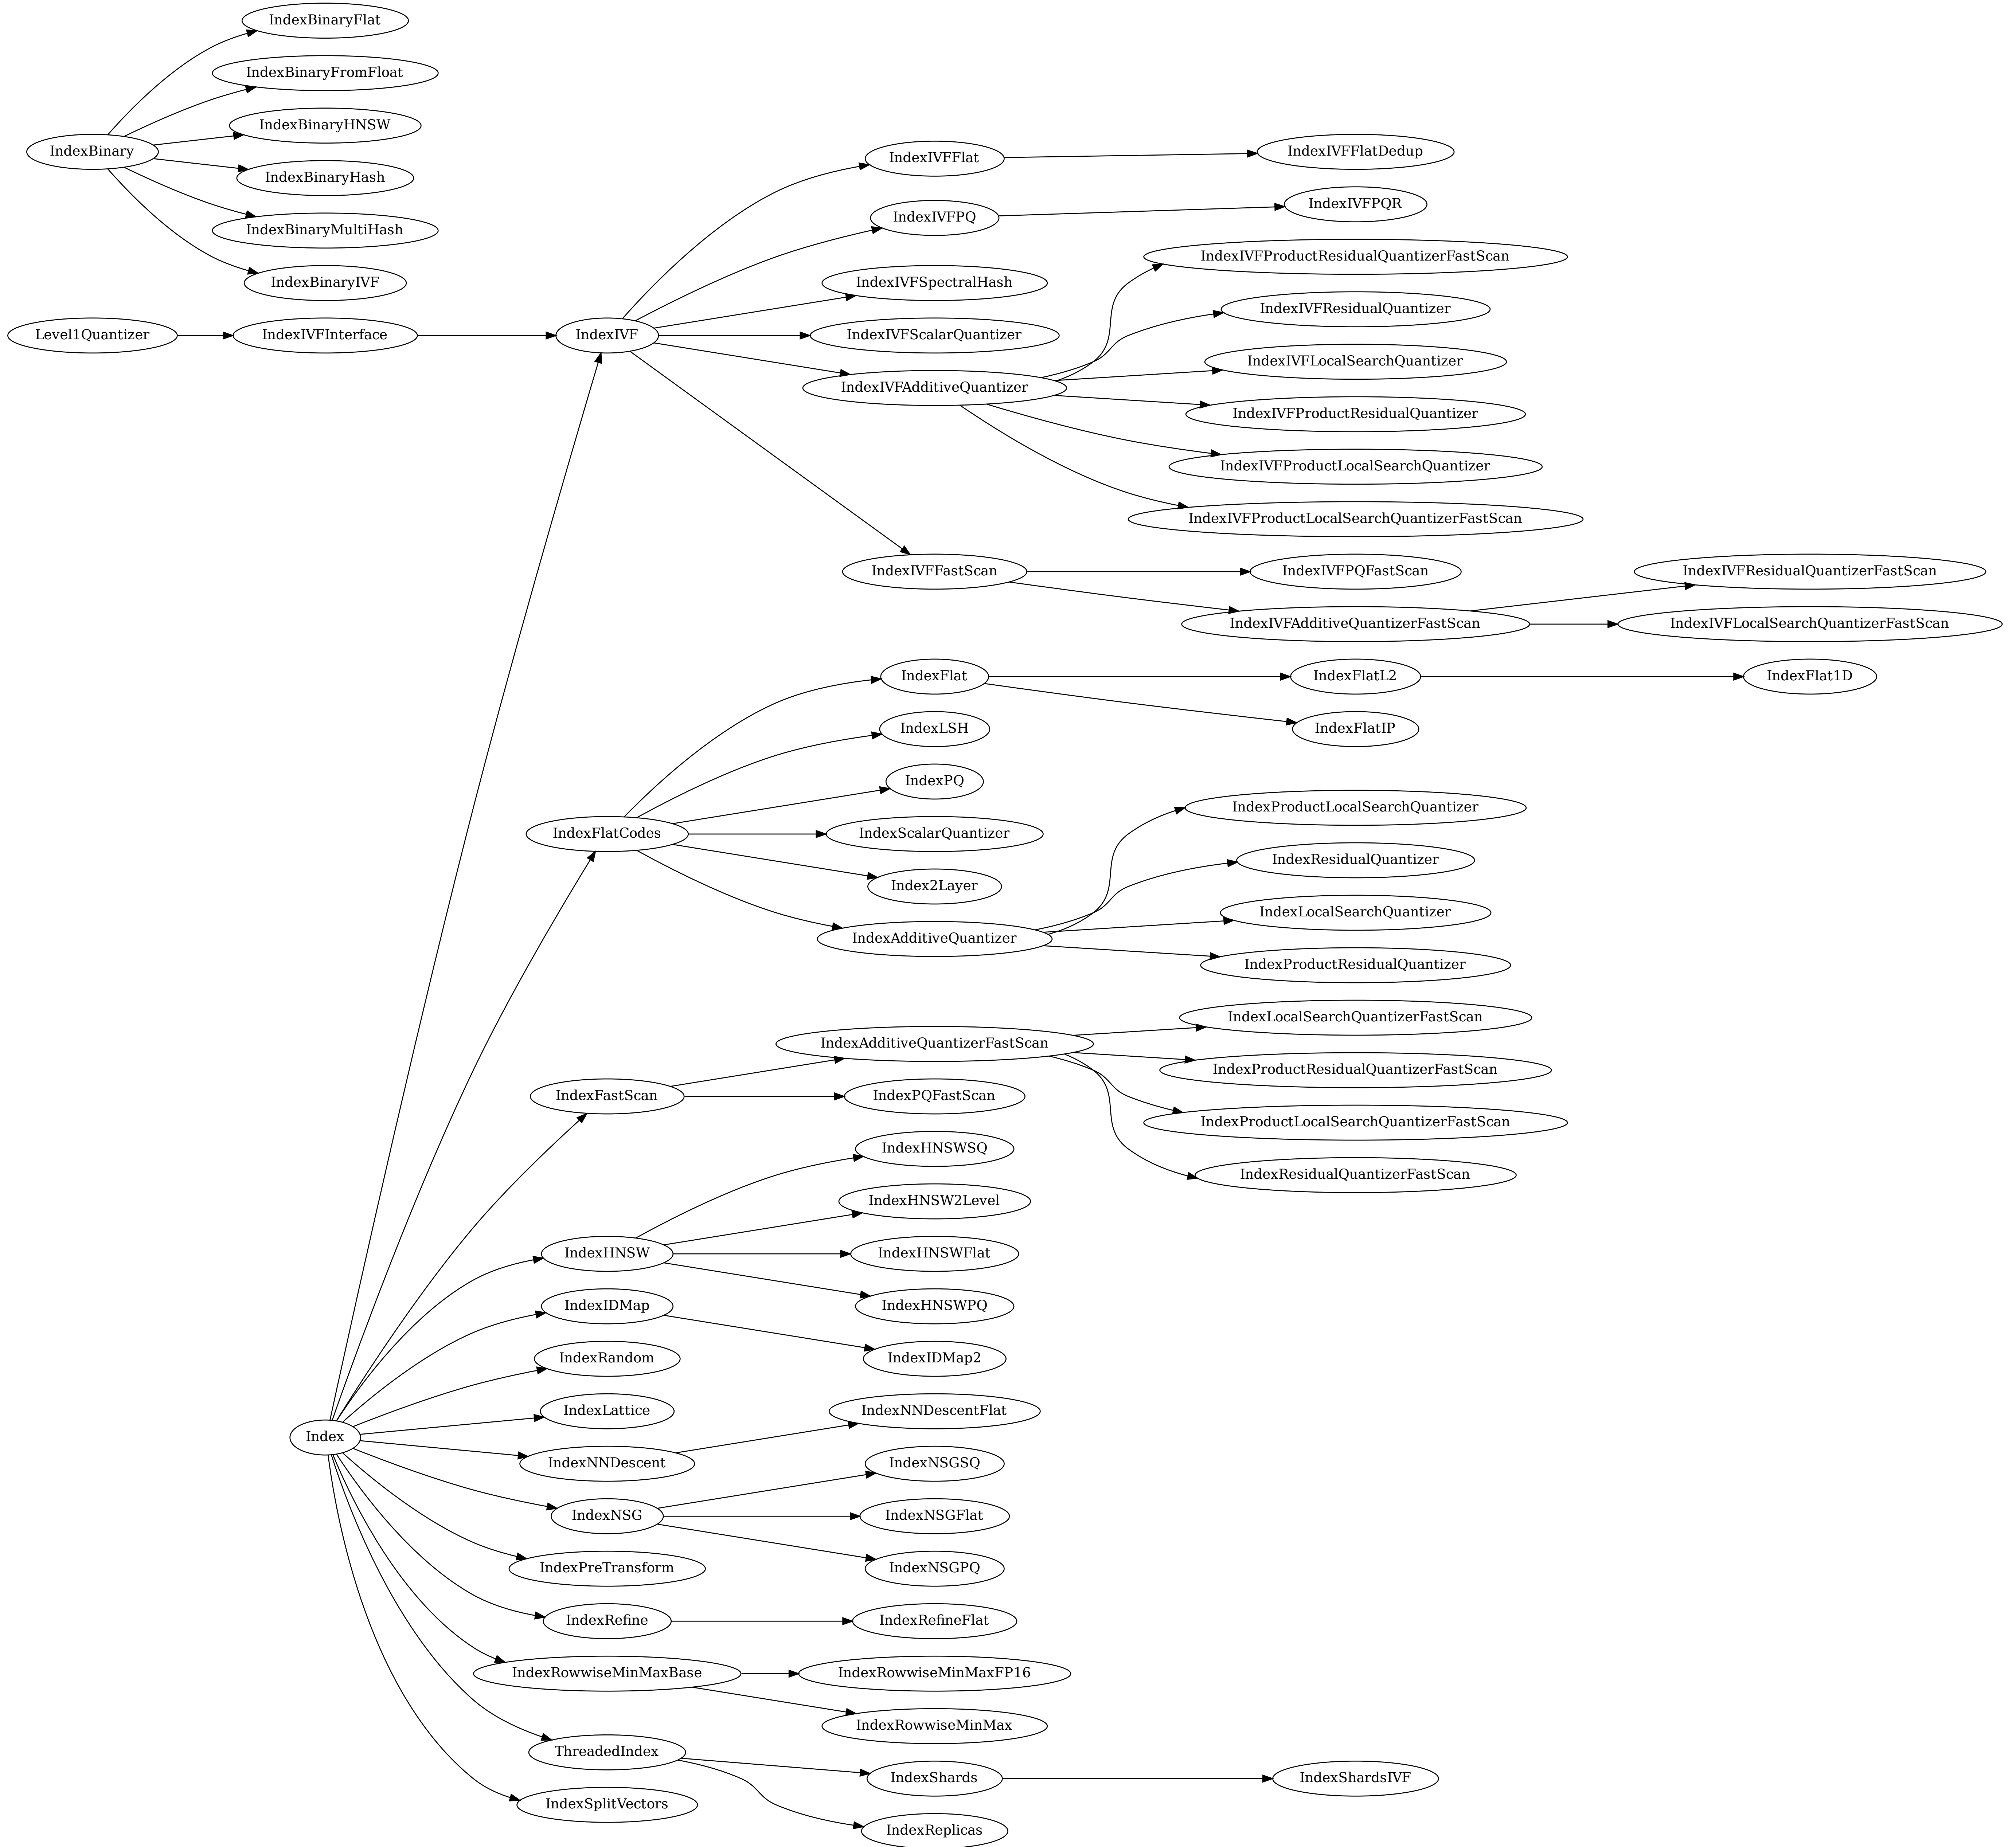 IndexBinaryFlat
IndexBinaryFromFloat
IndexBinaryHNSW
IndexBinary
IndexBinaryHash
IndexBinaryMultiHash
IndexBinaryIVF
Level1Quantizer
IndexIVFInterface
IndexIVF
IndexIVFFlat
IndexIVFFlatDedup
IndexIVFPQ
IndexIVFPQR
IndexIVFSpectralHash
IndexIVFScalarQuantizer
IndexIVFAdditiveQuantizer
IndexIVFProductResidualQuantizerFastScan
IndexIVFResidualQuantizer
IndexIVFLocalSearchQuantizer
IndexIVFProductResidualQuantizer
IndexIVFProductLocalSearchQuantizer
IndexIVFProductLocalSearchQuantizerFastScan
IndexIVFFastScan
IndexIVFPQFastScan
IndexIVFAdditiveQuantizerFastScan
IndexIVFResidualQuantizerFastScan
IndexIVFLocalSearchQuantizerFastScan
IndexFlatCodes
IndexFlat
IndexFlatL2
IndexFlat1D
IndexFlatIP
IndexLSH
IndexPQ
IndexScalarQuantizer
Index2Layer
IndexAdditiveQuantizer
IndexProductLocalSearchQuantizer
IndexResidualQuantizer
IndexLocalSearchQuantizer
IndexProductResidualQuantizer
IndexFastScan
IndexAdditiveQuantizerFastScan
IndexPQFastScan
IndexLocalSearchQuantizerFastScan
IndexProductResidualQuantizerFastScan
IndexProductLocalSearchQuantizerFastScan
IndexResidualQuantizerFastScan
IndexHNSW
IndexHNSWSQ
IndexHNSW2Level
IndexHNSWFlat
IndexHNSWPQ
IndexIDMap
IndexIDMap2
IndexRandom
IndexLattice
Index
IndexNNDescent
IndexNNDescentFlat
IndexNSG
IndexNSGSQ
IndexNSGFlat
IndexNSGPQ
IndexPreTransform
IndexRefine
IndexRefineFlat
IndexRowwiseMinMaxBase
IndexRowwiseMinMaxFP16
IndexRowwiseMinMax
ThreadedIndex
IndexShards
IndexShardsIVF
IndexSplitVectors
IndexReplicas